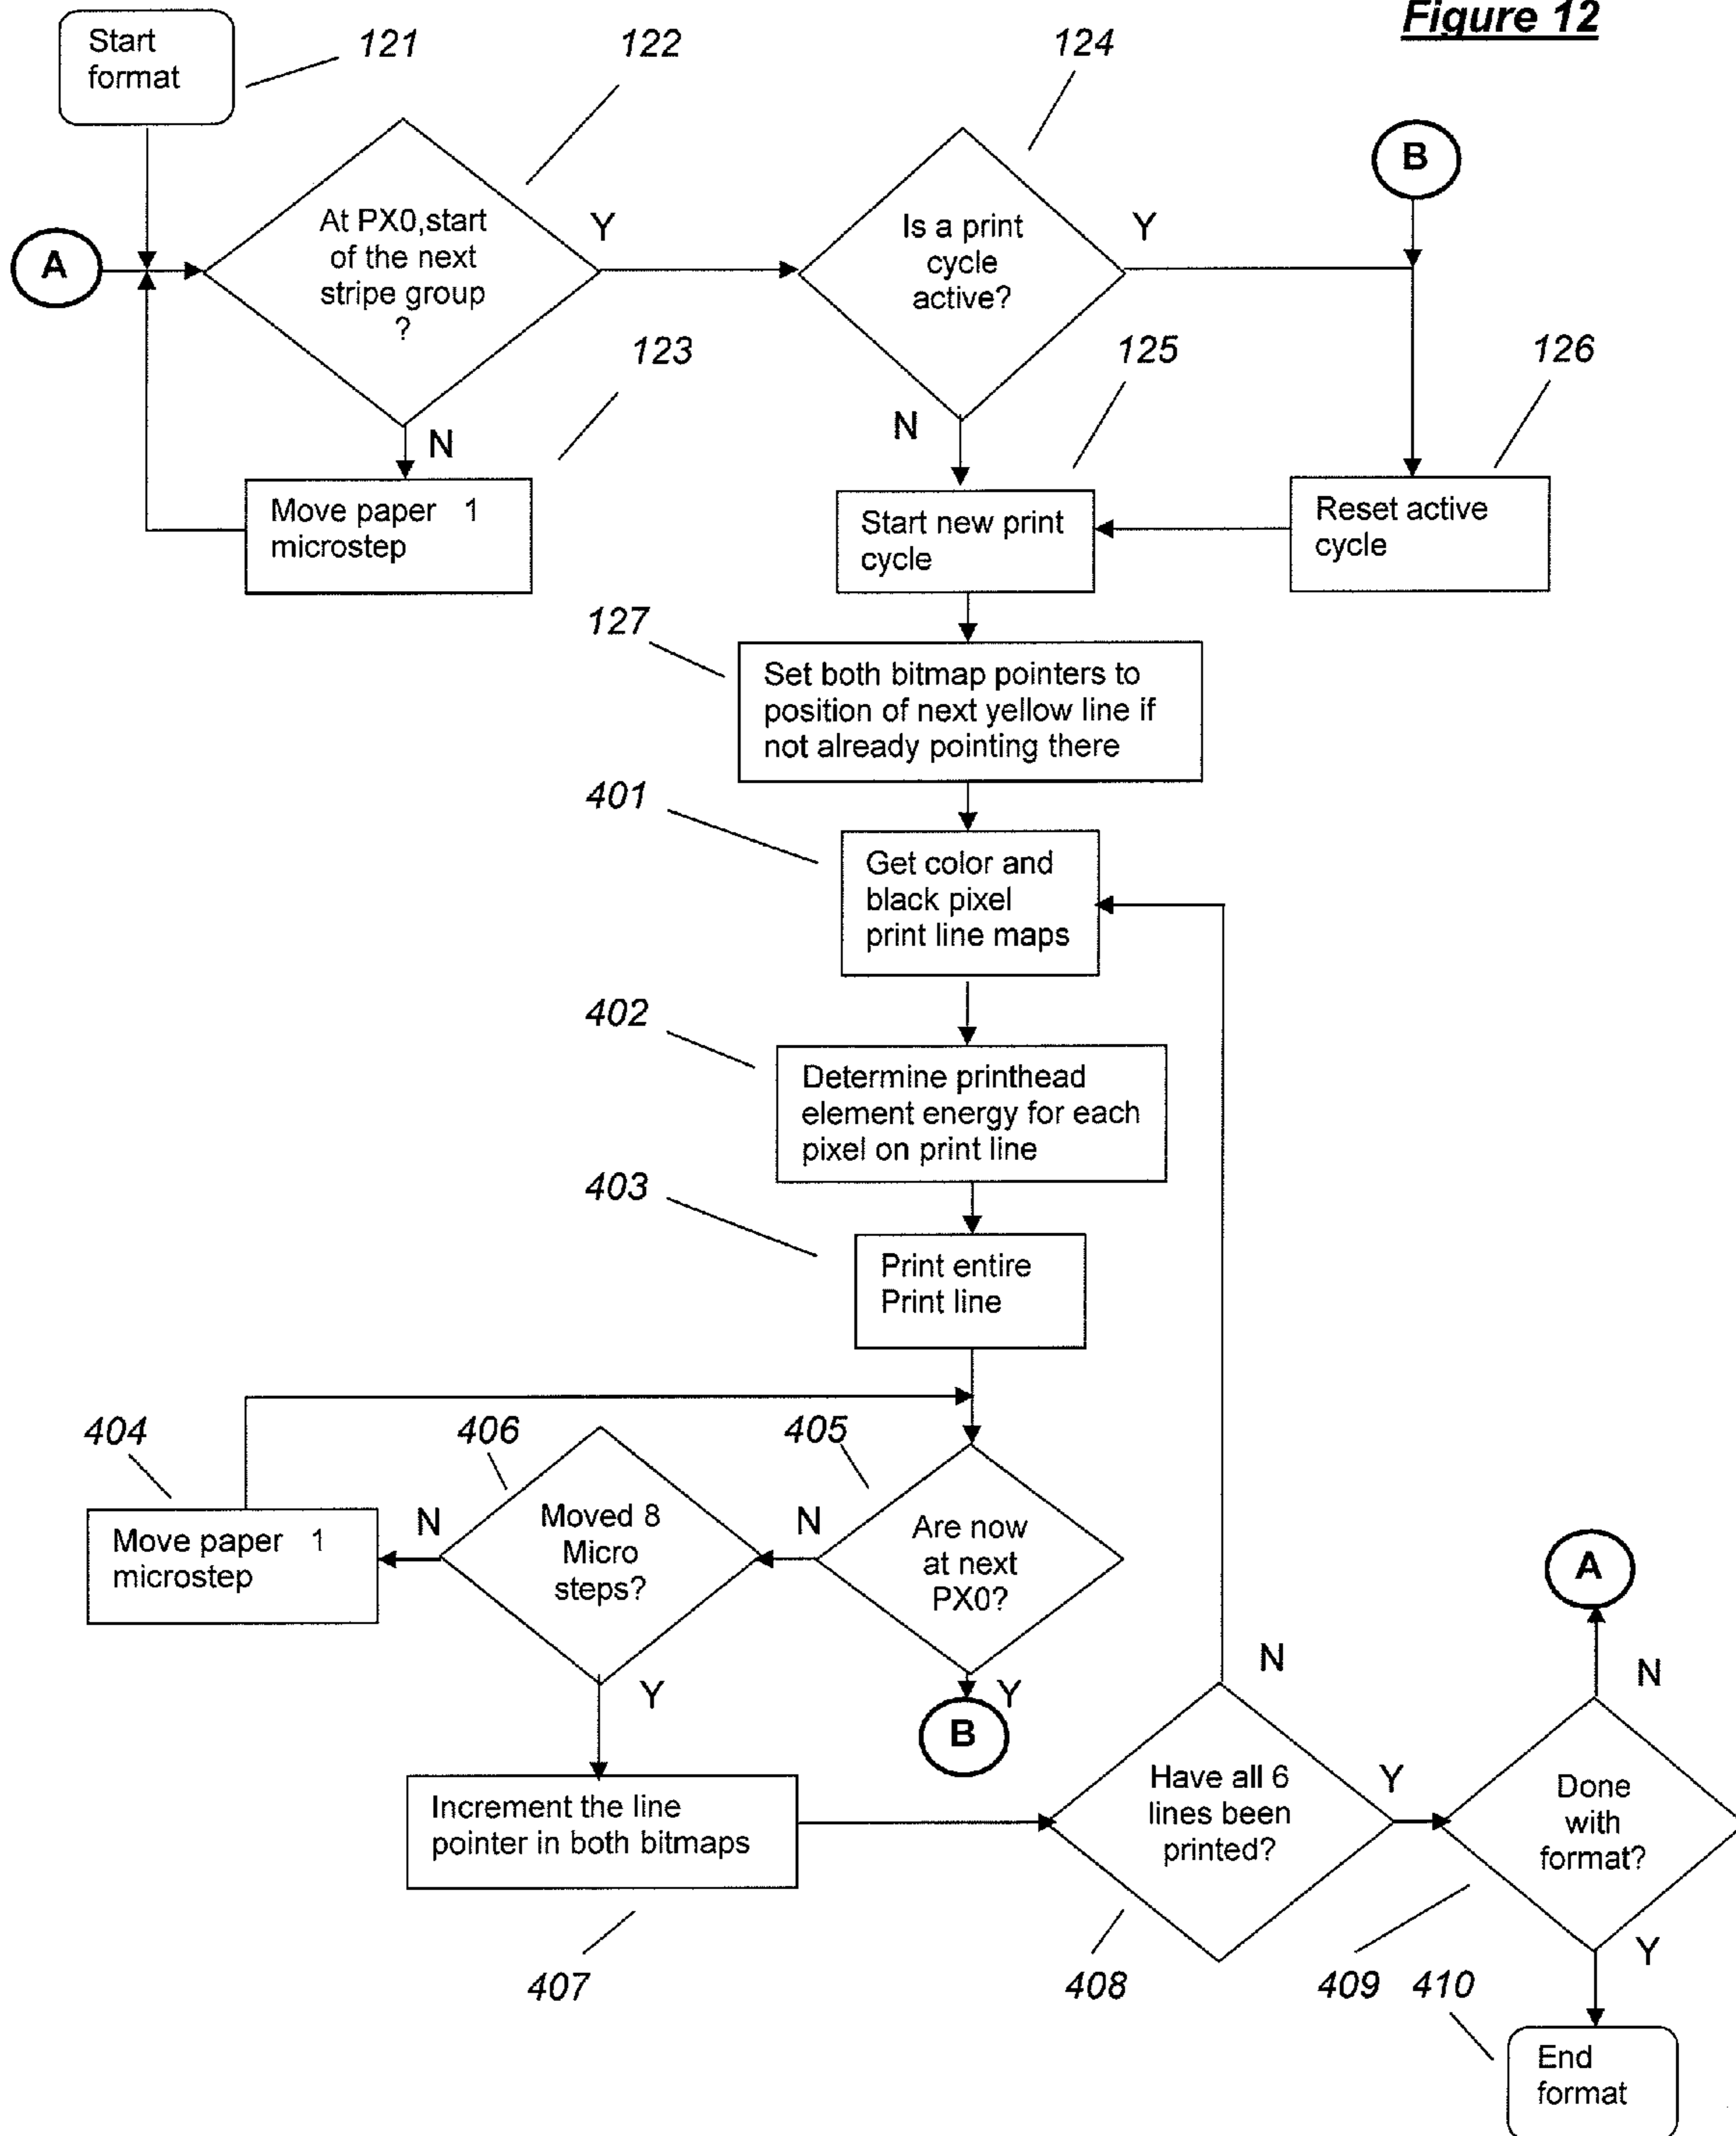 Figure 12
Start
format
121
122
124
B
A
At PX0,start
of the next
stripe group
?
Y
Is a print
cycle
active?
Y
123
125
126
N
N
Move paper 1
microstep
Start new print
cycle
Reset active
cycle
127
Set both bitmap pointers to
position of next yellow line if
not already pointing there
401
Get color and
black pixel
print line maps
402
Determine printhead
element energy for each
pixel on print line
403
Print entire
Print line
404
406
405
Move paper 1
microstep
N
Moved 8
Micro
steps?
N
Are now
at next
PX0?
A
Y
Y
B
N
N
Increment the line
pointer in both bitmaps
Have all 6
lines been
printed?
Y
Done
with
format?
Y
407
408
409
410
End
format